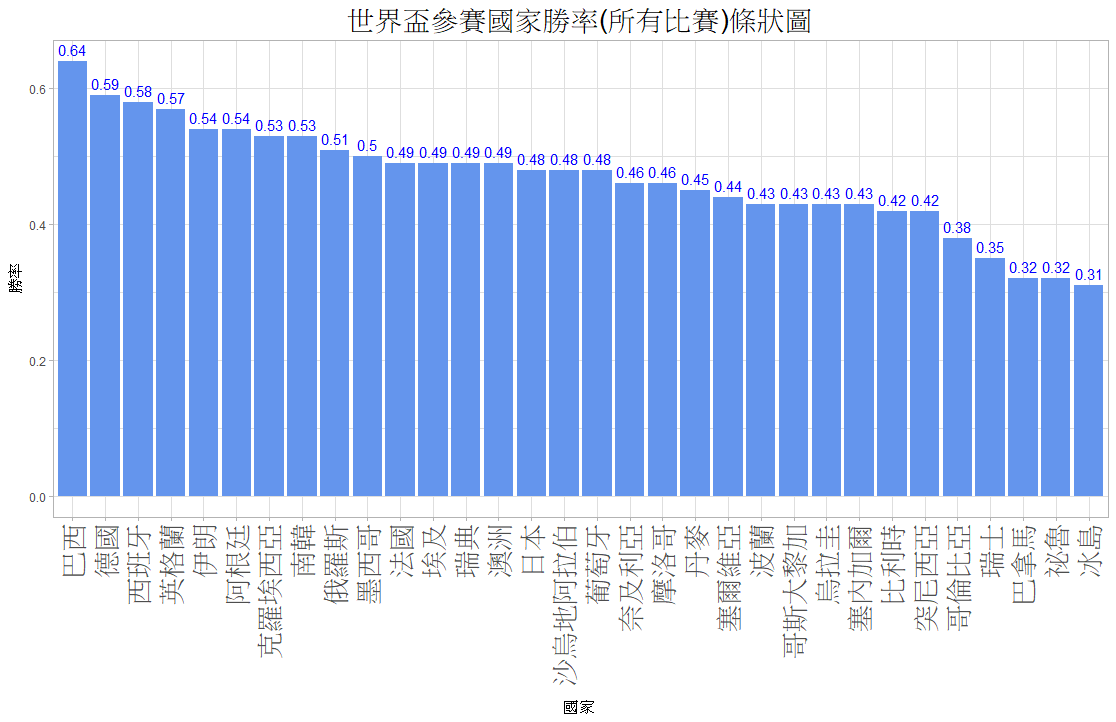 世界盃參賽國家勝率(所有比賽)條狀圖
0.64
0.59
0.58
0.57
0.54
0.54
0.53
0.53
0.51
0.5
0.49
0.49
0.49
0.49
0.48
0.48
0.48
0.46
0.46
0.45
0.44
0.43
0.43
0.43
0.43
0.42
0.42
0.38
0.35
0.32
0.32
0.31
0.6
0.4
0.2
0.0
勝率
巴西
德國
西班牙
英格蘭
伊朗
阿根廷
克羅埃西亞
南韓
俄羅斯
墨西哥
法國
埃及
瑞典
澳洲
日本
沙烏地阿拉伯
葡萄牙
奈及利亞
摩洛哥
丹麥
塞爾維亞
波蘭
哥斯大黎加
烏拉圭
塞內加爾
比利時
突尼西亞
哥倫比亞
瑞士
巴拿馬
祕魯
冰島
國家